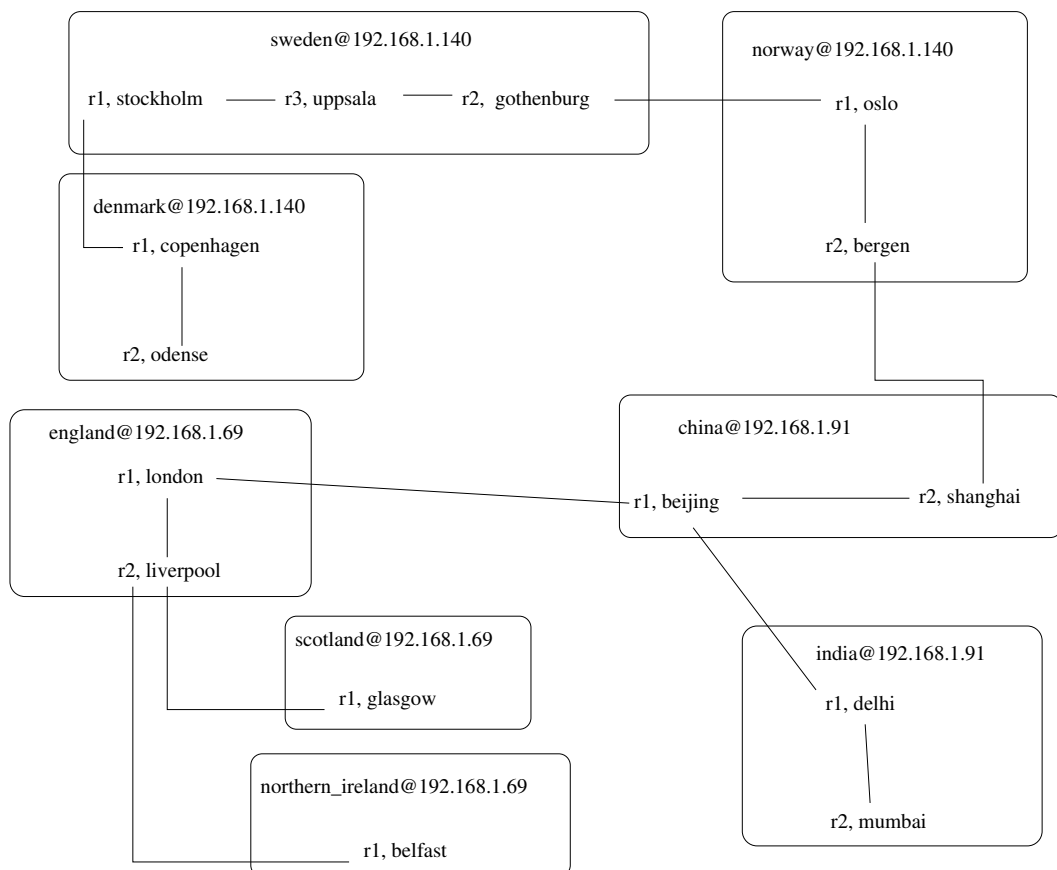 sweden@192.168.1.140
r1, stockholm
r3, uppsala
r2, gothenburg
norway@192.168.1.140
r1, oslo
r2, bergen
denmark@192.168.1.140
r1, copenhagen
r2, odense
england@192.168.1.69
r1, london
r2, liverpool
china@192.168.1.91
r1, beijing
r2, shanghai
scotland@192.168.1.69
r1, glasgow
india@192.168.1.91
r1, delhi
r2, mumbai
northern_ireland@192.168.1.69
r1, belfast